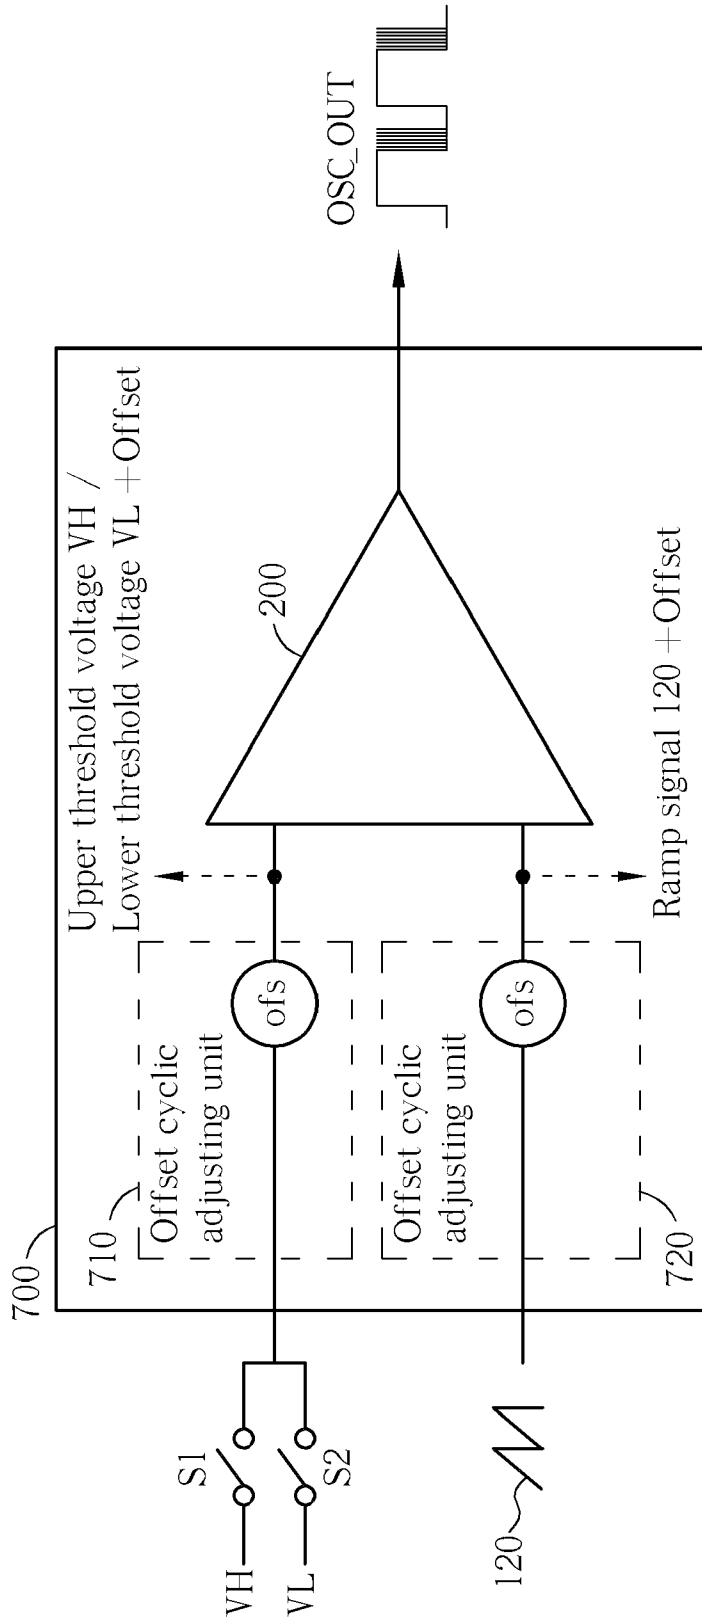 700
Upper threshold voltage VH /
Lower threshold voltage VL +Offset
710
Offset cyclic
adjusting unit
ofs
200
OSC_OUT
S1
VH
VL
S2
Offset cyclic
adjusting unit
ofs
120
720
Ramp signal 120 +Offset